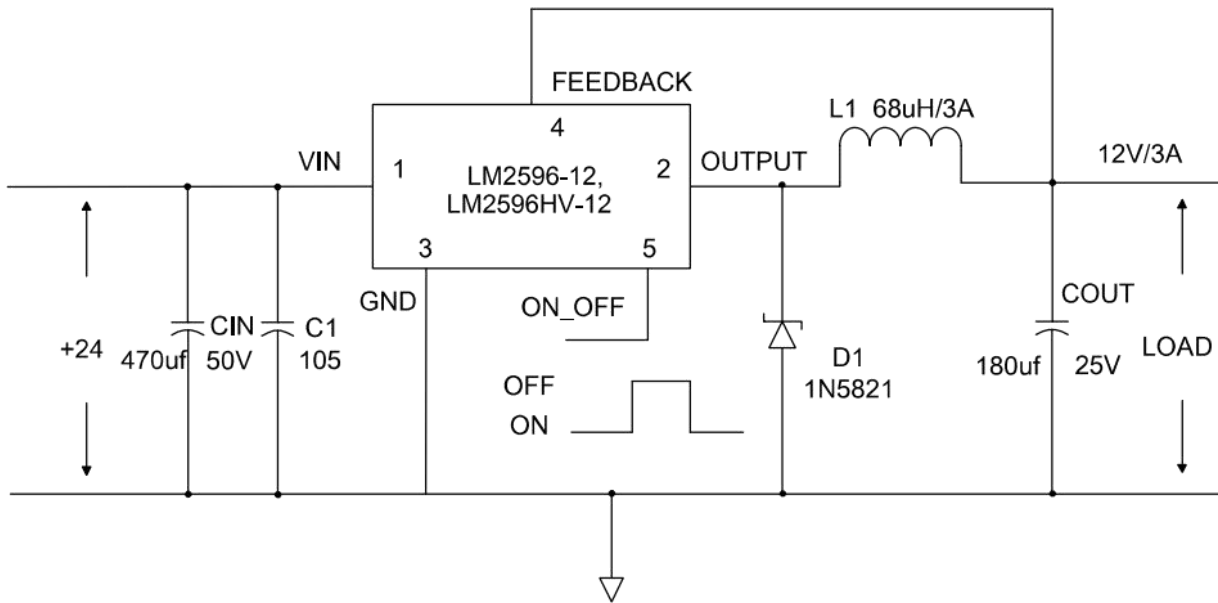 FEEDBACK
L1 68uH/3A
4
VIN
1
LM2596-12,
LM2596HV-12
2
OUTPUT
12V/3A
3
5
GND
ON_OFF
COUT
+24
CIN
470uf 50V
C1
105
D1
1N5821
180uf 25V
LOAD
OFF
ON